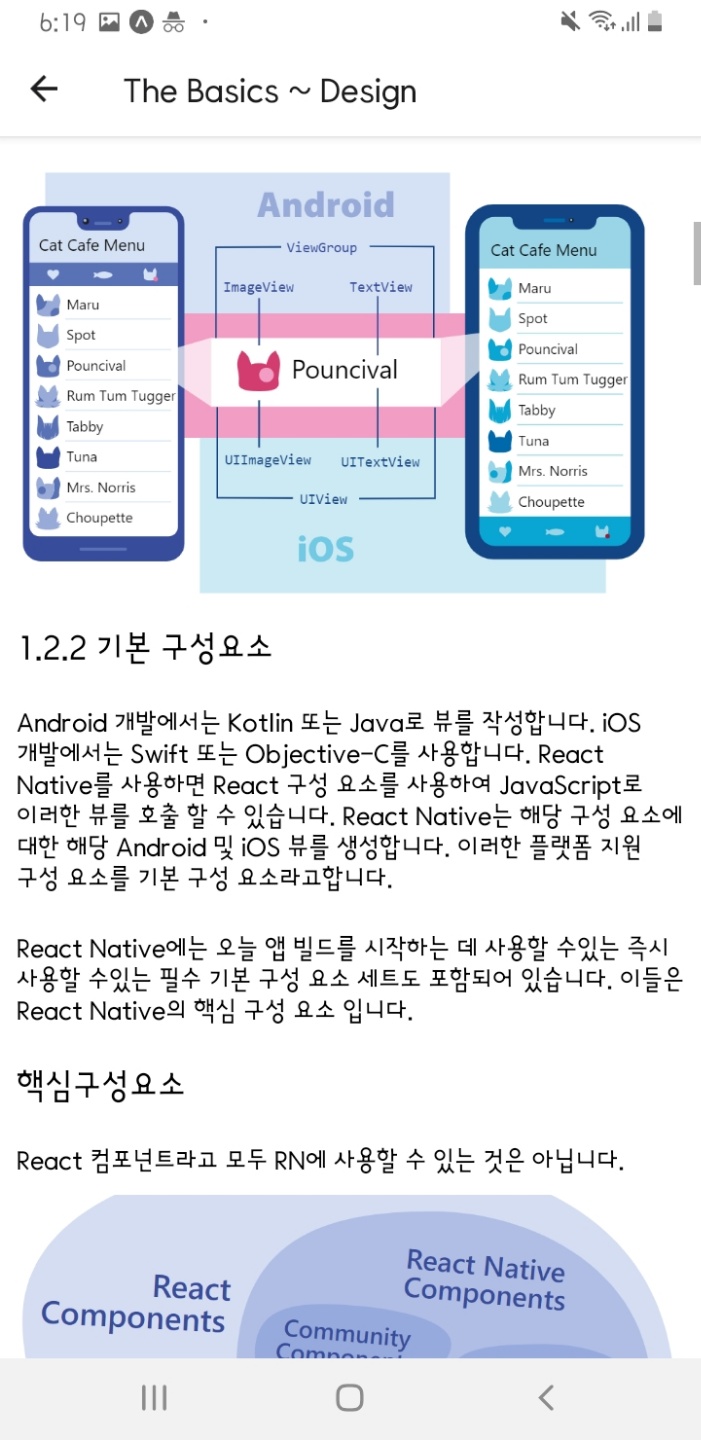 6:19
The Basics ~ Design
Android
Cat Cafe Menu
Maru
Spot
Pouncival
Rum Tum Tugger
Tabby
Tuna
Mrs. Norris
Choupette
ViewGroup
ImageView TextView
Pouncival
UIImageView UITextView
UIView
iOS
Cat Cafe Menu
Maru
Spot
Pouncival
Rum Tum Tugger
Tabby
Tuna
Mrs. Norris
Choupette
1.2.2 기본 구성요소
Android 개발에서는 Kotlin 또는 Java로 뷰를 작성합니다. iOS
개발에서는 Swift 또는 Objective-C를 사용합니다. React
Native를 사용하면 React 구성 요소를 사용하여 JavaScript로
이러한 뷰를 호출 할 수 있습니다. React Native는 해당 구성 요소에
대한 해당 Android 및 iOS 뷰를 생성합니다. 이러한 플랫폼 지원
구성 요소를 기본 구성 요소라고합니다.
React Native에는 오늘 앱 빌드를 시작하는 데 사용할 수있는 즉시
사용할 수있는 필수 기본 구성 요소 세트도 포함되어 있습니다. 이들은
React Native의 핵심 구성 요소 입니다.
핵심구성요소
React 컴포넌트라고 모두 RN에 사용할 수 있는 것은 아닙니다.
React
Components
React Native
Components
Community